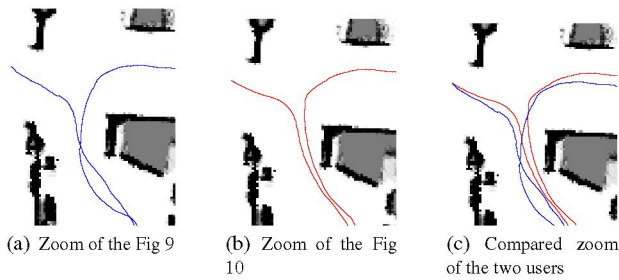 (a) Zoom of the Fig 9
(b) Zoom of the Fig
10
(c) Compared zoom
of the two users